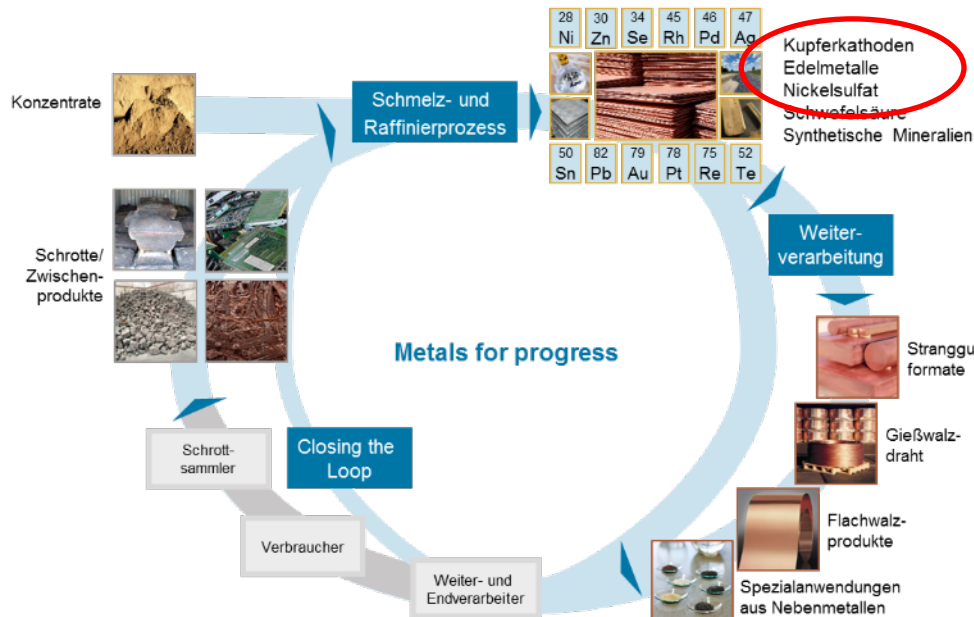 28 30 34 45 46 47
Ni Zn Se Rh Pd Ag
Kupferkathoden
Edelmetalle
Nickelsulfat
Schwefelsäure
Synthetische Mineralien
Konzentrate
Schmelz- und
Raffinierprozess
50 82 79 78 75 52
Sn Pb Au Pt Re Te
Schrotte/
Zwischen-
produkte
Weiter-
verarbeitung
Metals for progress
Stranggu
formate
Gießwalz-
draht
Closing the
Loop
Schrott-
sammler
Flachwalz-
produkte
Verbraucher
Weiter- und
Endverarbeiter
Spezialanwendungen
aus Nebenmetallen